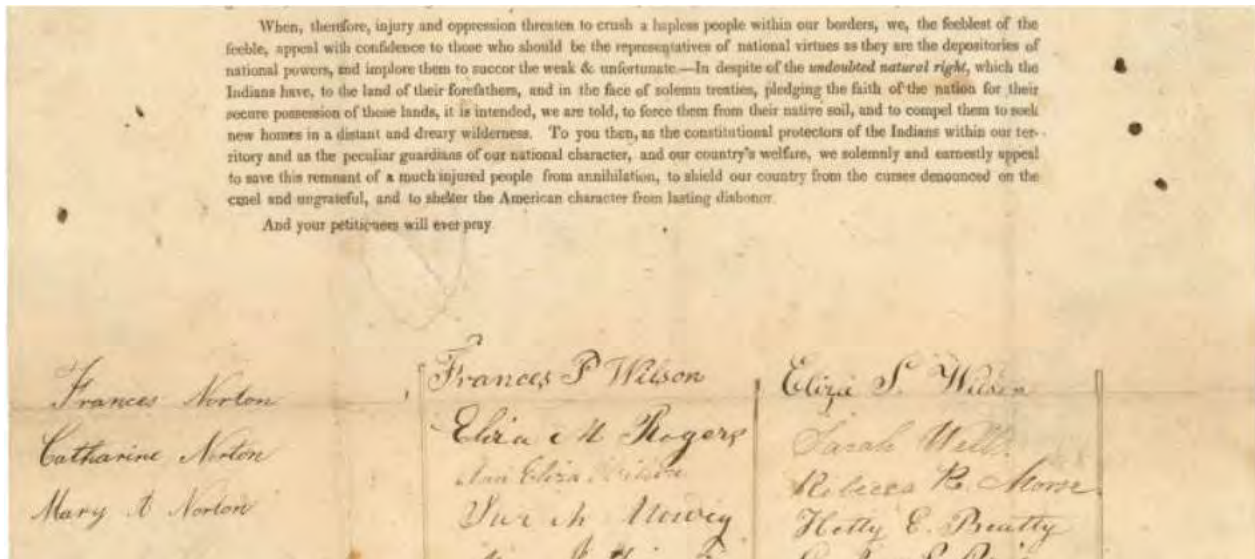 When, therefore, injury and oppression threaten to crush a hapless people within our borders, we, the feeblest of the
feeble, appeal with confidence to those who should be the representatives of national virtues as they are the depositories of
national powers, and implore them to succor the weak & unfortunate.—In despite of the undoubted natural right, which the
Indians have, to the land of their forefathers, and in the face of solemn treaties, pledging the faith of the nation for their
secure possession of those lands, it is intended, we are told, to force them from their native soil, and to compel them to seek
new homes in a distant and dreary wilderness. To you then, as the constitutional protectors of the Indians within our ter-
ritory and as the peculiar guardians of our national character, and our country's welfare, we solemnly and earnestly appeal
to save this remnant of a much injured people from annihilation, to shield our country from the curses denounced on the
cruel and ungrateful, and to shelter the American character from lasting dishonor.
And your petitioners will ever pray
Frances Norton
Catharine Norton
Mary A Norton
Frances P Wilson
Eliza M Rogers
Ann Eliza Wilson
Eliza S. Wilson
Sarah Wells
Rebecca R. Morse
Hetty E. Beatty